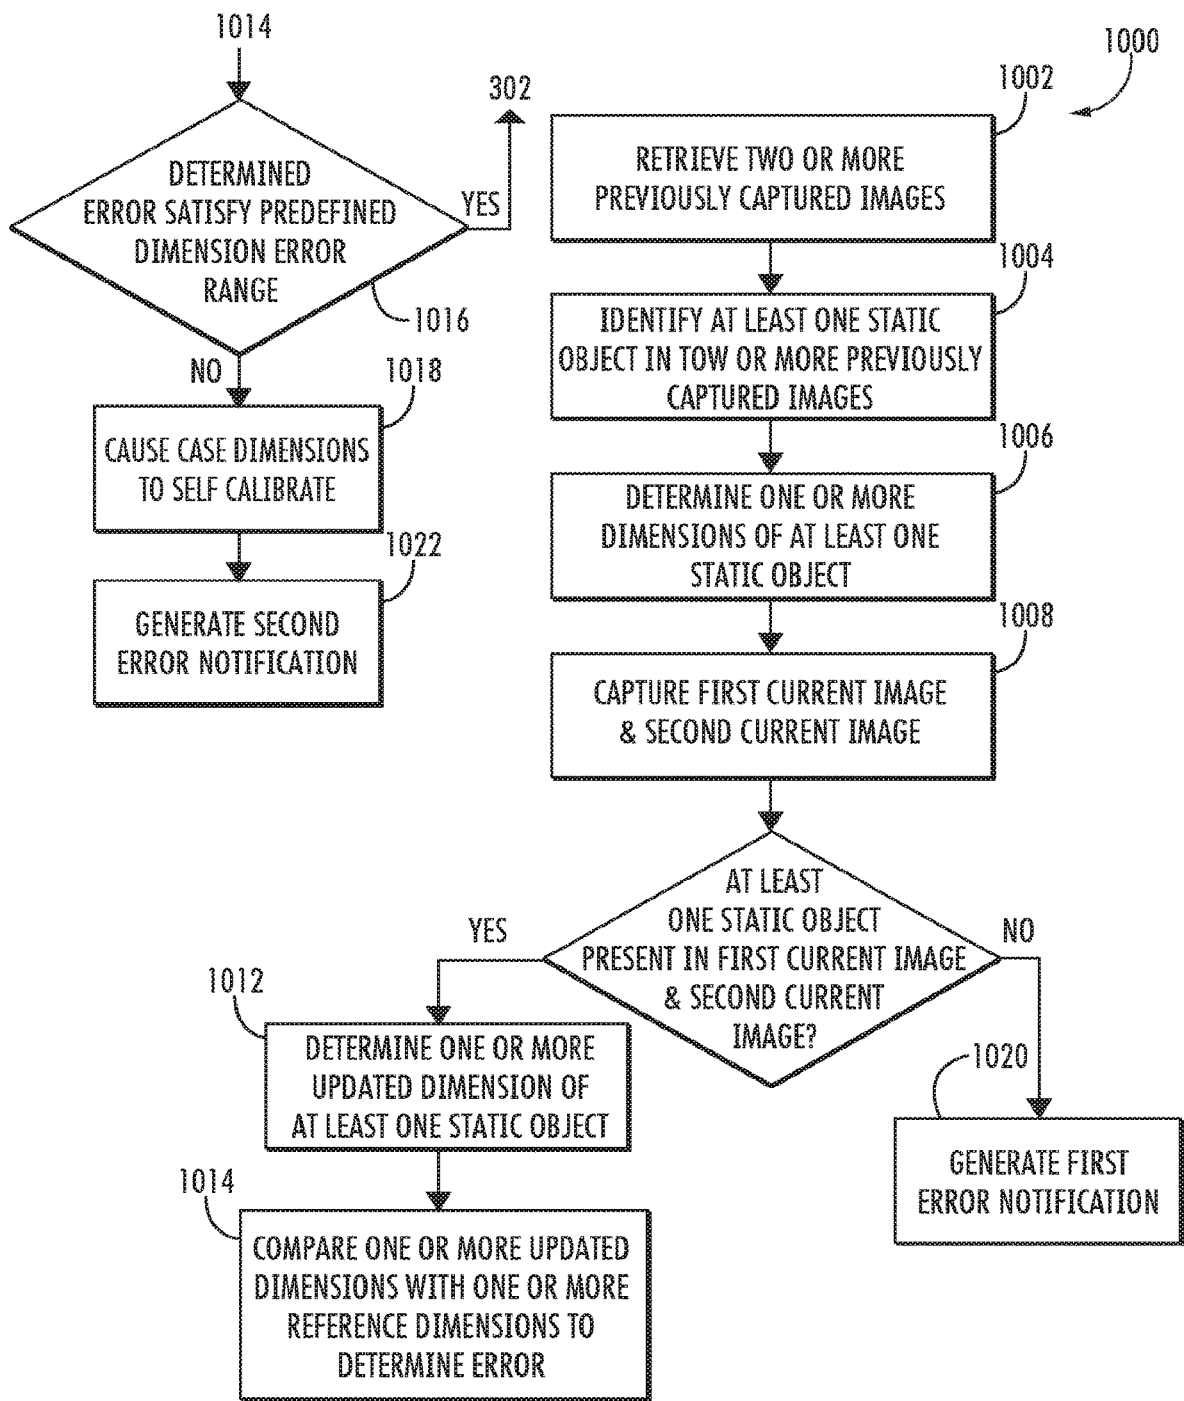 1014
302
1000
1002
DETERMINED
ERROR SATISFY PREDEFINED
DIMENSION ERROR
RANGE
YES
1016
NO
1018
CAUSE CASE DIMENSIONS
TO SELF CALIBRATE
1022
GENERATE SECOND
ERROR NOTIFICATION
RETRIEVE TWO OR MORE
PREVIOUSLY CAPTURED IMAGES
1004
IDENTIFY AT LEAST ONE STATIC
OBJECT IN TOW OR MORE PREVIOUSLY
CAPTURED IMAGES
1006
DETERMINE ONE OR MORE
DIMENSIONS OF AT LEAST ONE
STATIC OBJECT
1008
CAPTURE FIRST CURRENT IMAGE
& SECOND CURRENT IMAGE
AT LEAST
ONE STATIC OBJECT
PRESENT IN FIRST CURRENT IMAGE
& SECOND CURRENT
IMAGE?
YES
NO
1012
DETERMINE ONE OR MORE
UPDATED DIMENSION OF
AT LEAST ONE STATIC OBJECT
1020
GENERATE FIRST
ERROR NOTIFICATION
1014
COMPARE ONE OR MORE UPDATED
DIMENSIONS WITH ONE OR MORE
REFERENCE DIMENSIONS TO
DETERMINE ERROR